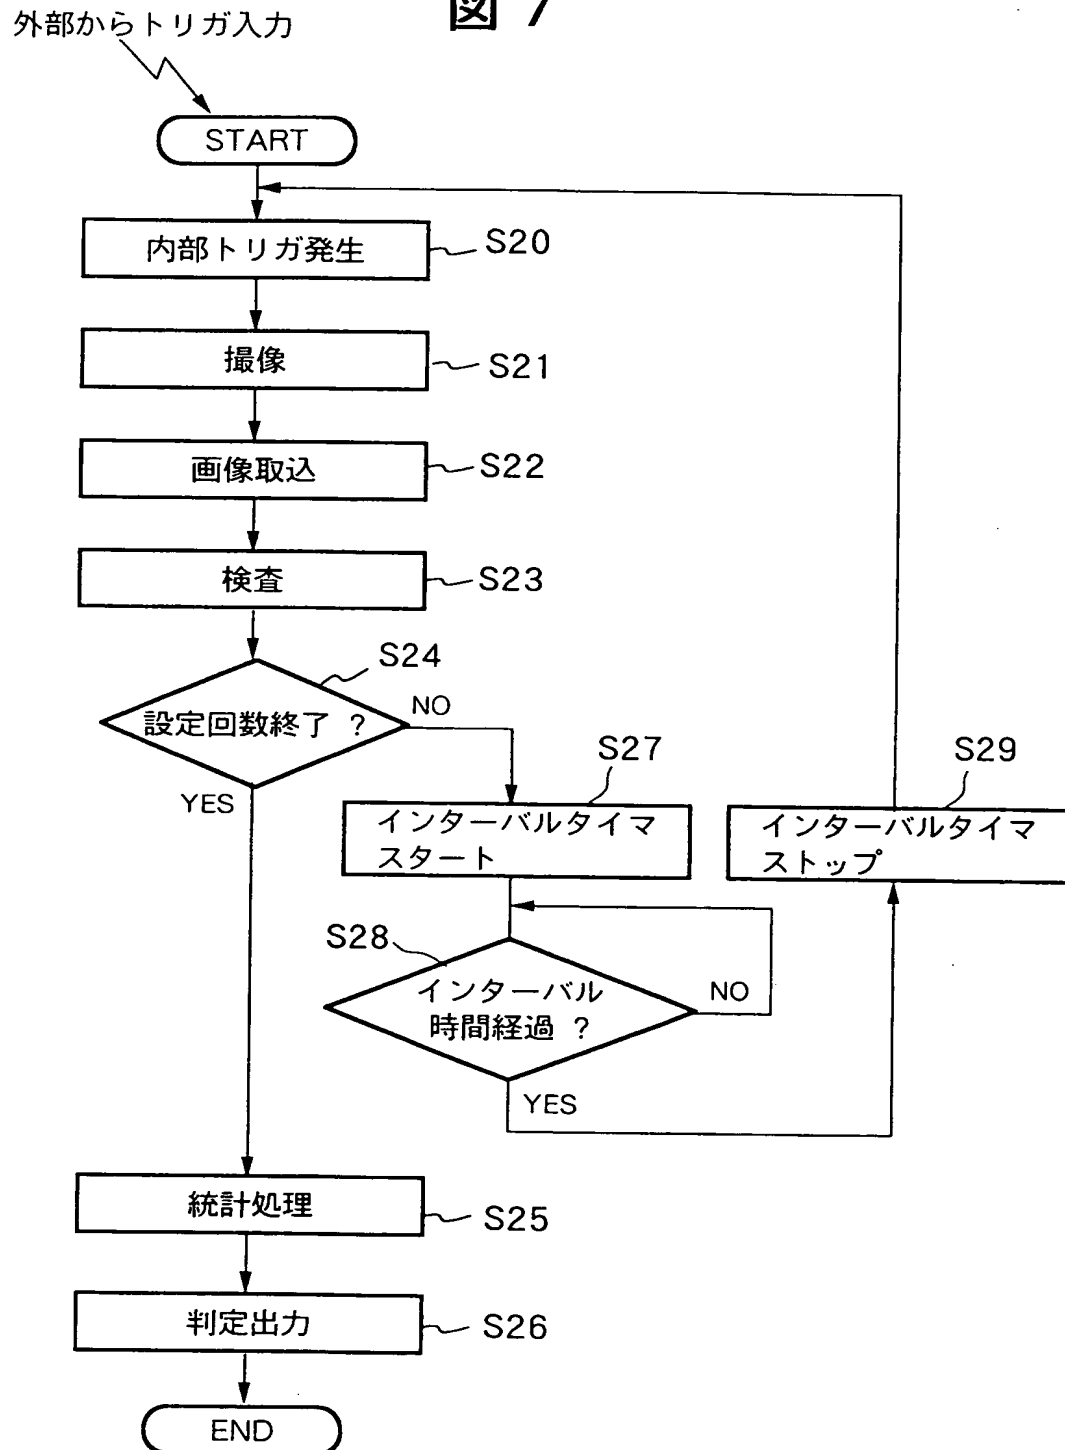 図 7
外部からトリガ入力
START
内部トリガ発生
S20
撮像
S21
画像取込
S22
検査
S23
S24
設定回数終了 ?
NO
YES
S27
インターバルタイマ
スタート
S29
インターバルタイマ
ストップ
S28
インターバル
時間経過 ?
NO
YES
統計処理
S25
判定出力
S26
END